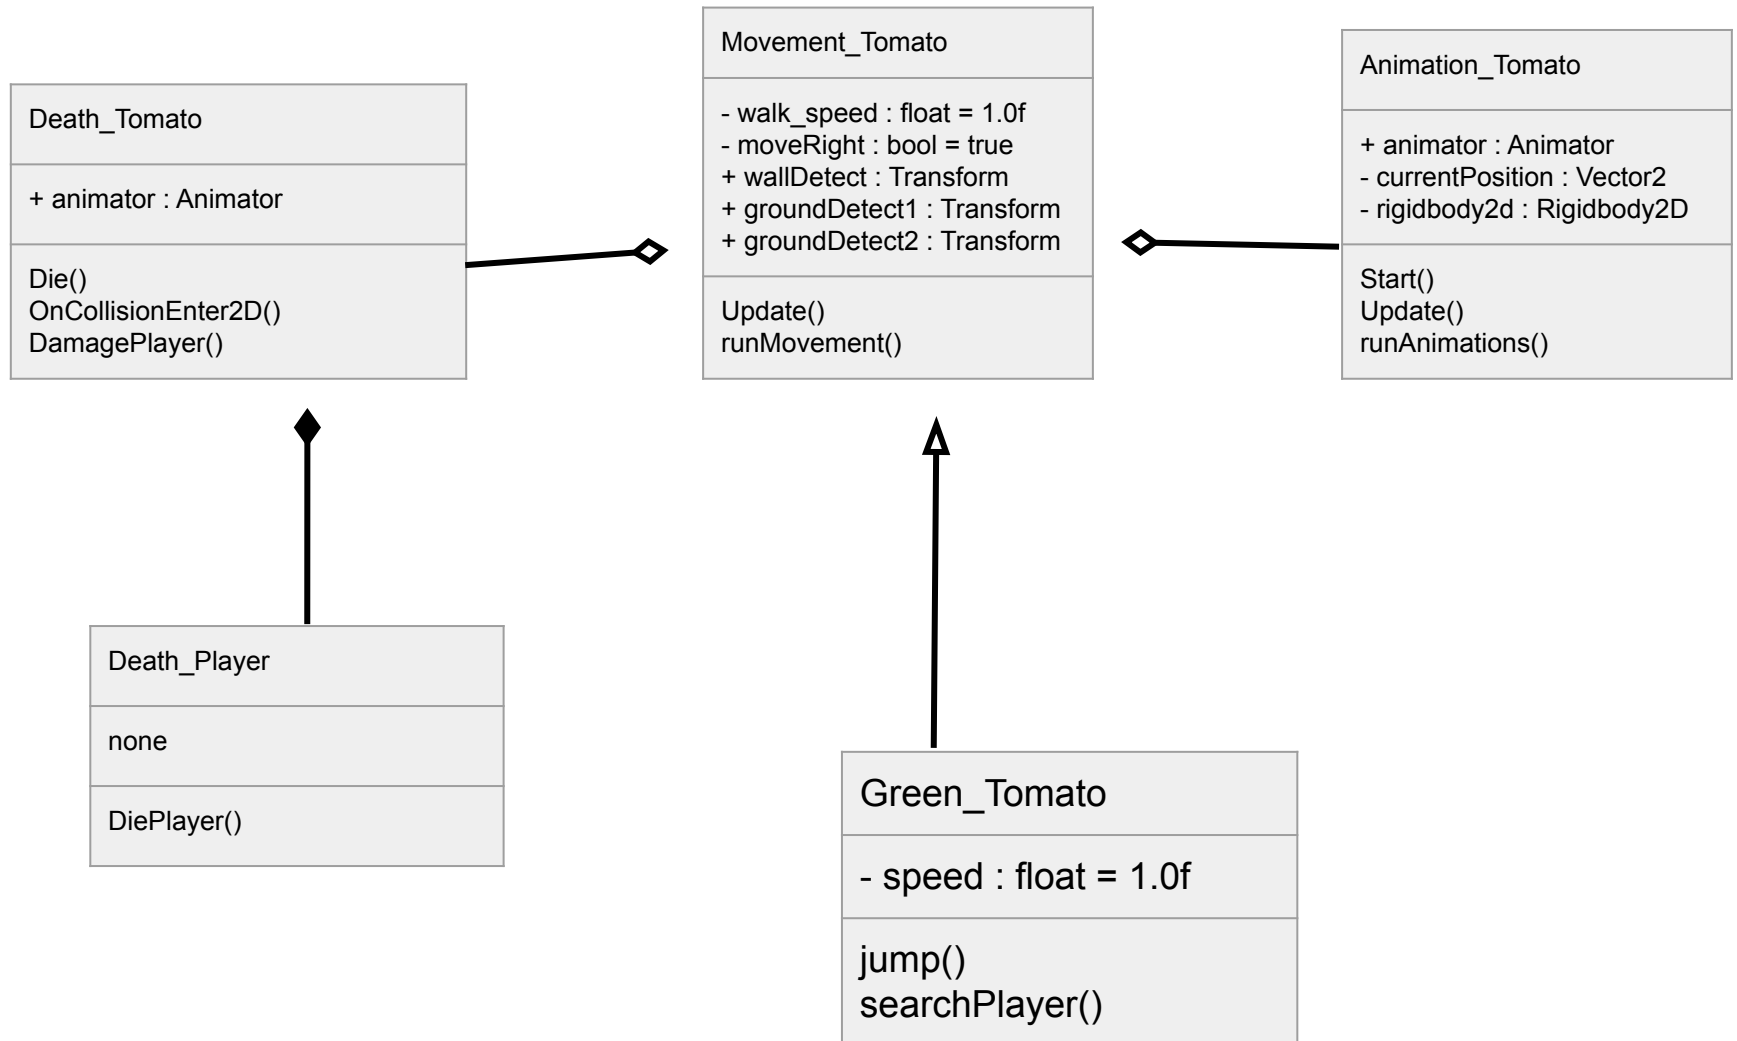 Death_Tomato
+ animator : Animator
Die()
OnCollisionEnter2D()
DamagePlayer()
Movement_Tomato
- walk_speed : float = 1.0f
- moveRight : bool = true
+ wallDetect : Transform
+ groundDetect1 : Transform
+ groundDetect2 : Transform
Update()
runMovement()
Animation_Tomato
+ animator : Animator
- currentPosition : Vector2
- rigidbody2d : Rigidbody2D
Start()
Update()
runAnimations()
Death_Player
none
DiePlayer()
Green_Tomato
- speed : float = 1.0f
jump()
searchPlayer()